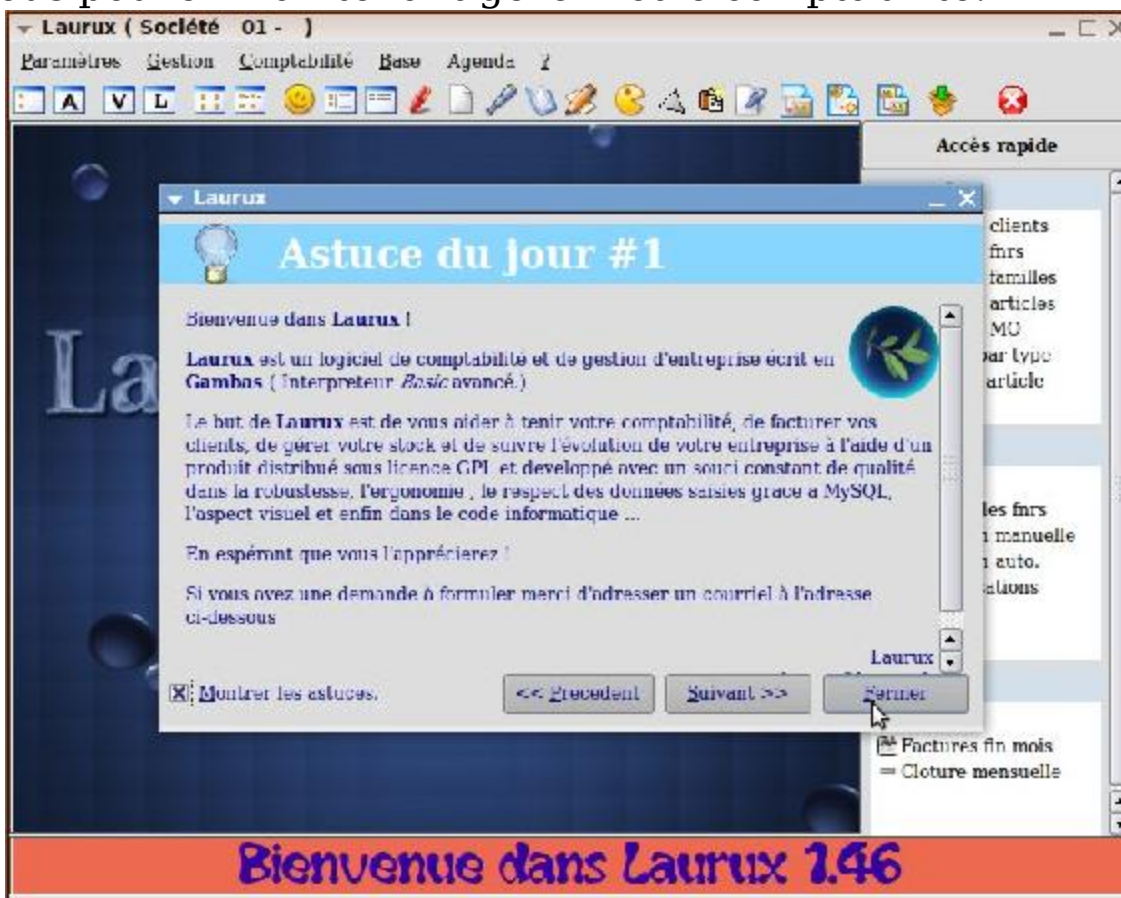 Laurux ( Société 01 - )
Paramètres Gestion Comptabilité Base Agenda ?
A V L
Accès rapide
La
Laurux
Astuce du jour #1
Bienvenue dans Laurux !
Laurux est un logiciel de comptabilité et de gestion d'entreprise écrit en
Gambas ( Interpreteur Basic avancé.)
Le but de Laurux est de vous aider à tenir votre comptabilité, de facturer vos
clients, de gérer votre stock et de suivre l'évolution de votre entreprise à l'aide d'un
produit distribué sous licence GPL et developpé avec un souci constant de qualité
dans la robustesse, l'ergonomie , le respect des données saisies grace a MySQL,
l'aspect visuel et enfin dans le code informatique ...
En espérant que vous l'apprécierez !
Si vous avez une demande à formuler merci d'adresser un courriel à l'adresse
ci-dessous
Laurux
Montrer les astuces.
<< Precedent
Suivant >>
Fermer
clients
fnrs
familles
articles
MO
par type
article
les fnrs
manuelle
auto.
Factures fin mois
Cloture mensuelle
Bienvenue dans Laurux 1.46